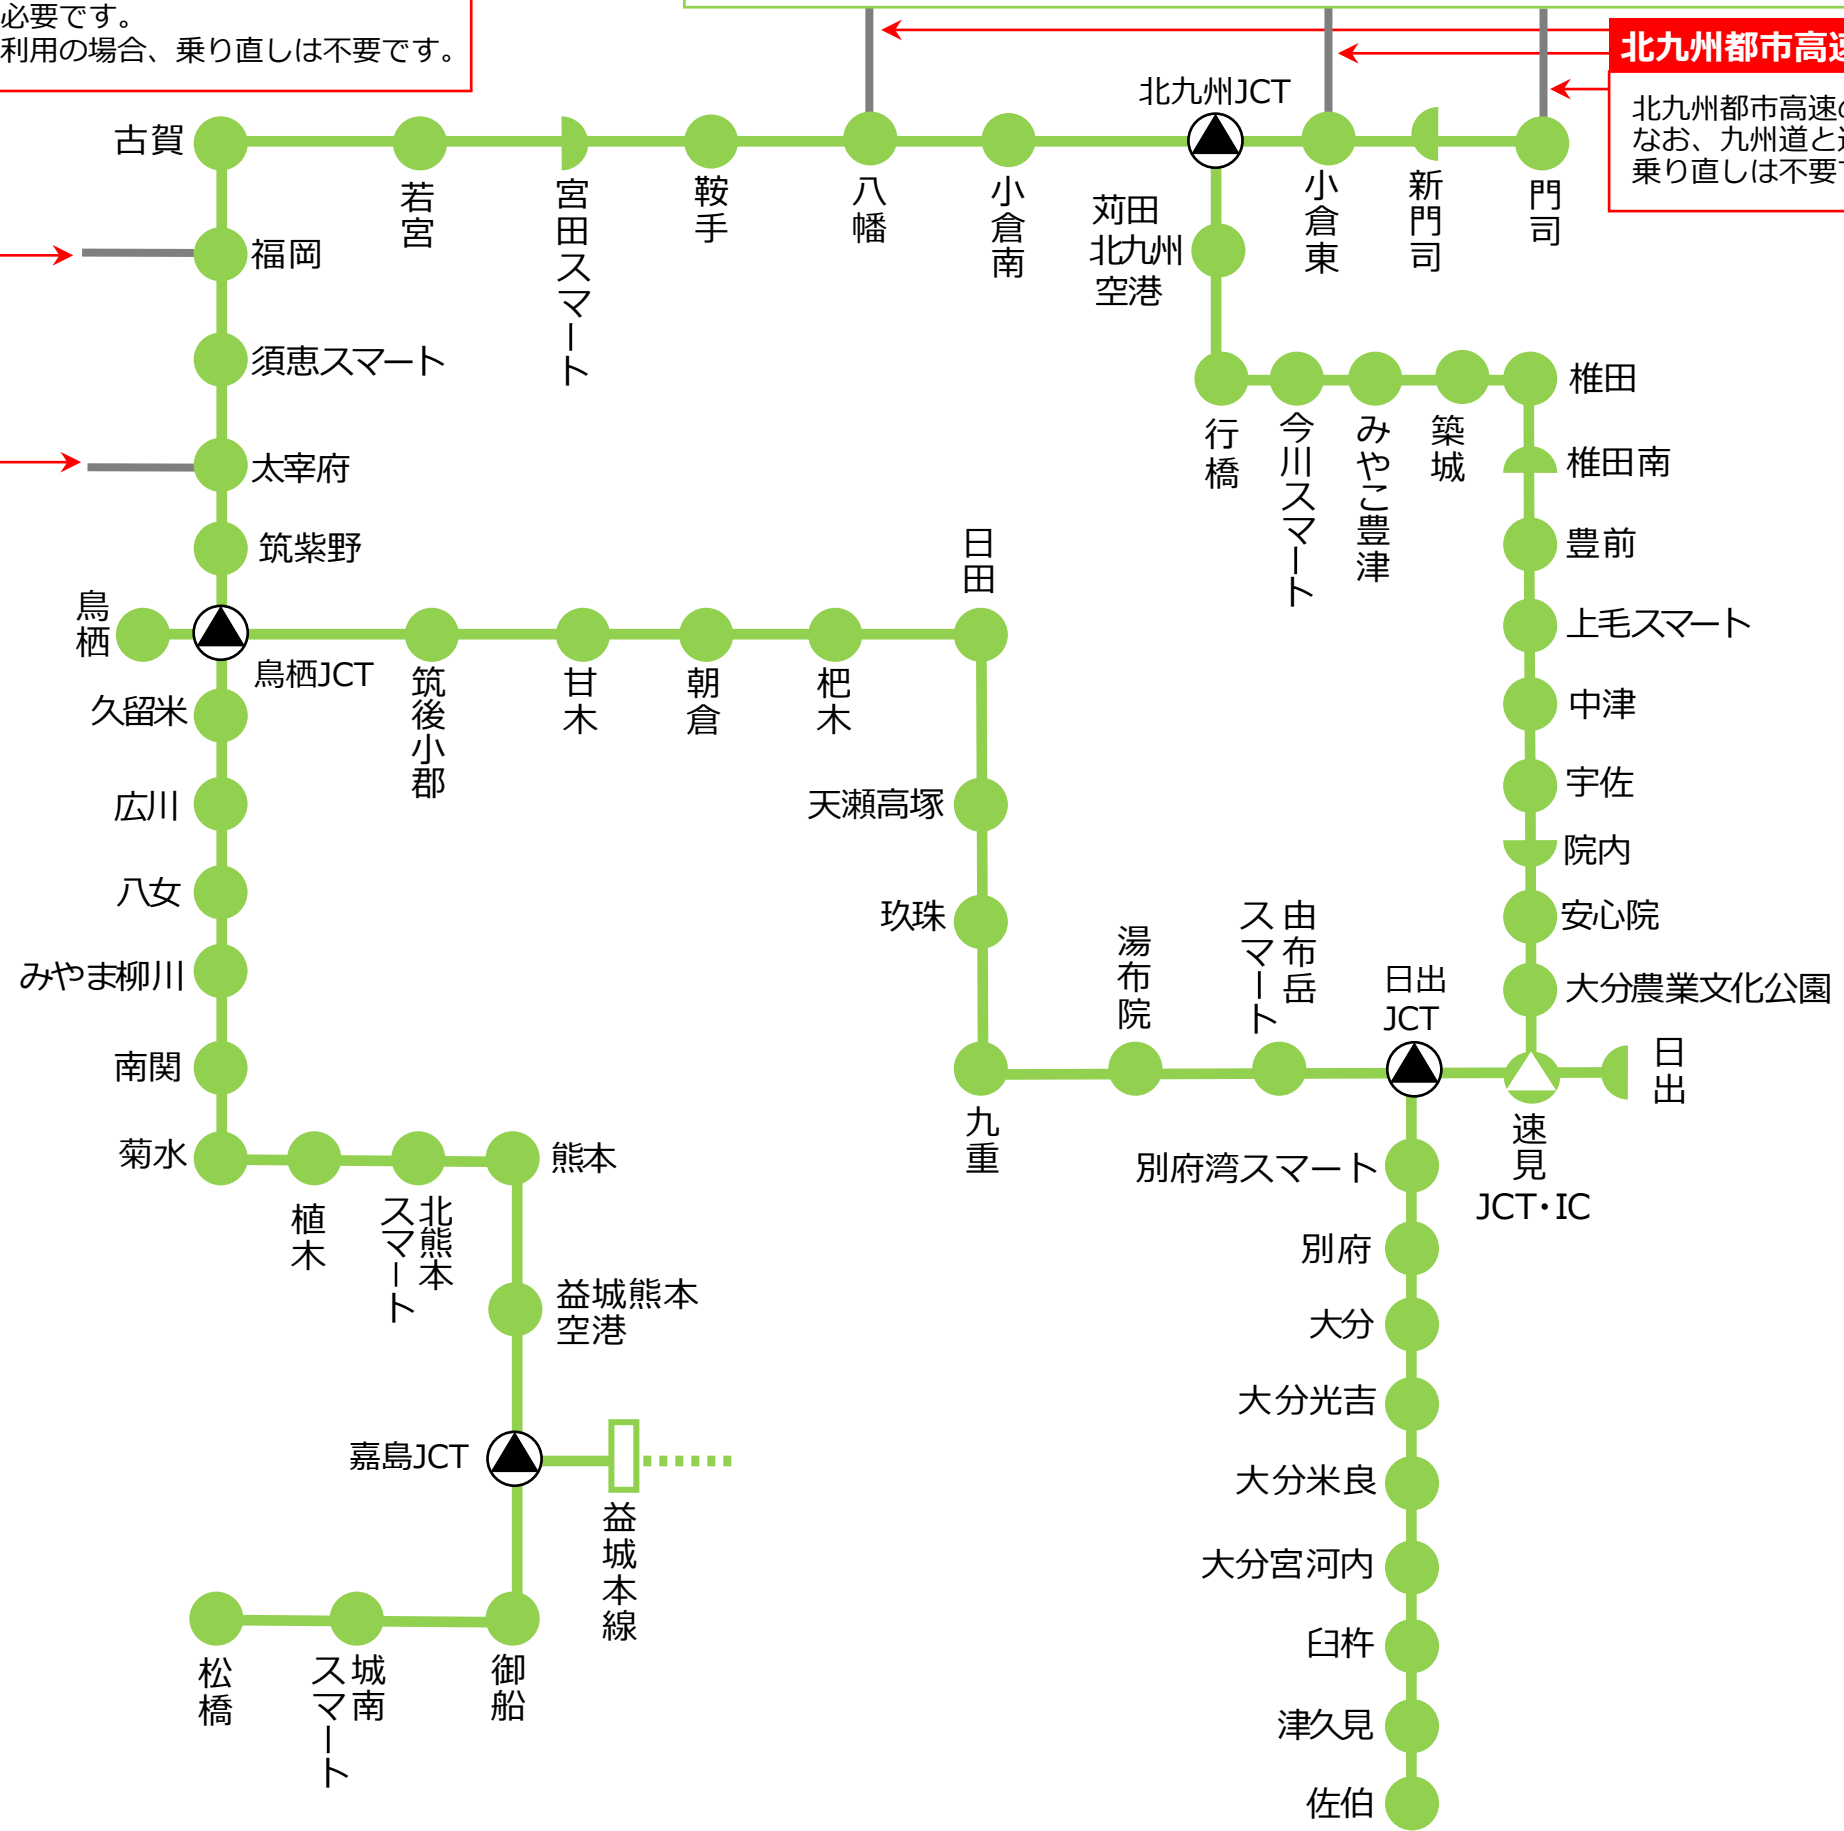 必要です。
利用の場合、乗り直しは不要です。
北九州都市高速
北九州都市高速の
なお、九州道と
乗り直しは不要
北九州JCT
古賀
若宮
宮田スマート
鞍手
八幡
小倉南
苅田
北九州
空港
小倉東
新門司
門司
福岡
須恵スマート
太宰府
筑紫野
鳥栖
鳥栖JCT
行橋
今川スマート
みやこ豊津
築城
椎田
椎田南
豊前
上毛スマート
中津
宇佐
院内
安心院
大分農業文化公園
日出
速見
JCT・IC
日出
JCT
由布岳
スマート
湯布院
九重
玖珠
天瀬高塚
日田
杷木
朝倉
甘木
筑後小郡
久留米
広川
八女
みやま柳川
南関
菊水
植木
北熊本
スマート
熊本
益城熊本
空港
嘉島JCT
益城本線
御船
城南
スマート
松橋
別府湾スマート
別府
大分
大分光吉
大分米良
大分宮河内
臼杵
津久見
佐伯